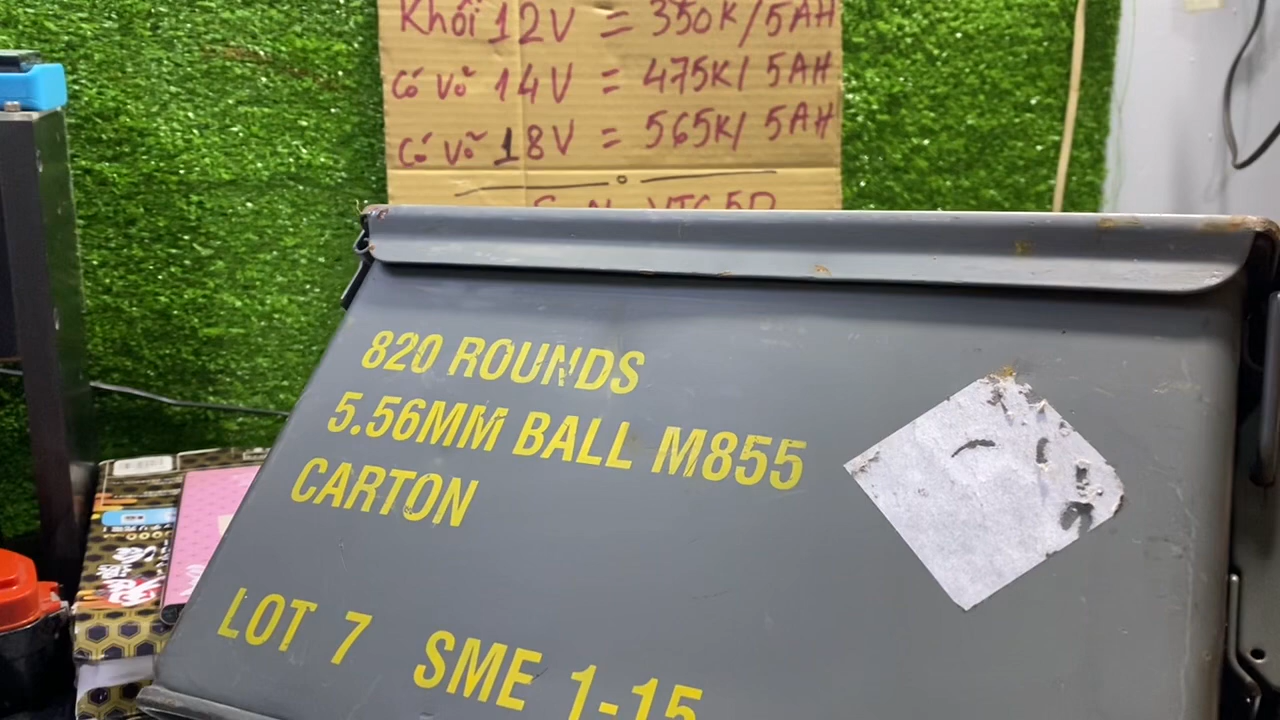 Khối 12V = 350K/5AH
Có Vỏ 14V = 475K/ 5AH
Có Vỏ 18V = 565K/ 5AH
820 ROUNDS
5.56MM BALL M855
CARTON
LOT 7 SME 1-15